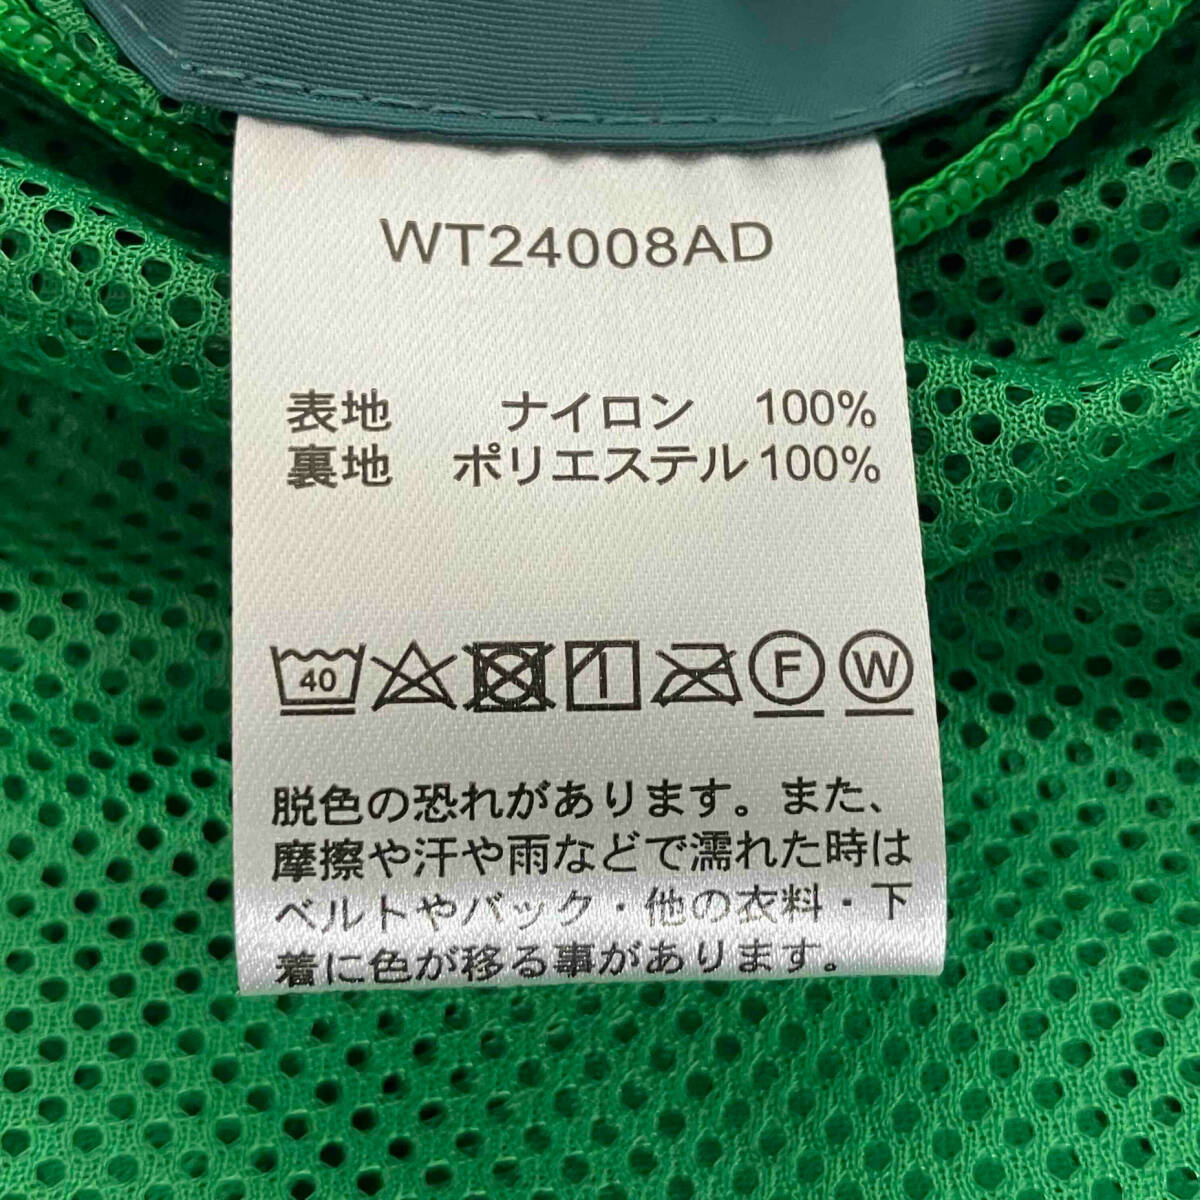 WT24008AD
表地 ナイロン 100%
裏地 ポリエステル 100%
40 F W
脱色の恐れがあります。また、
摩擦や汗や雨などで濡れた時は
ベルトやバック・他の衣料・下
着に色が移る事があります。